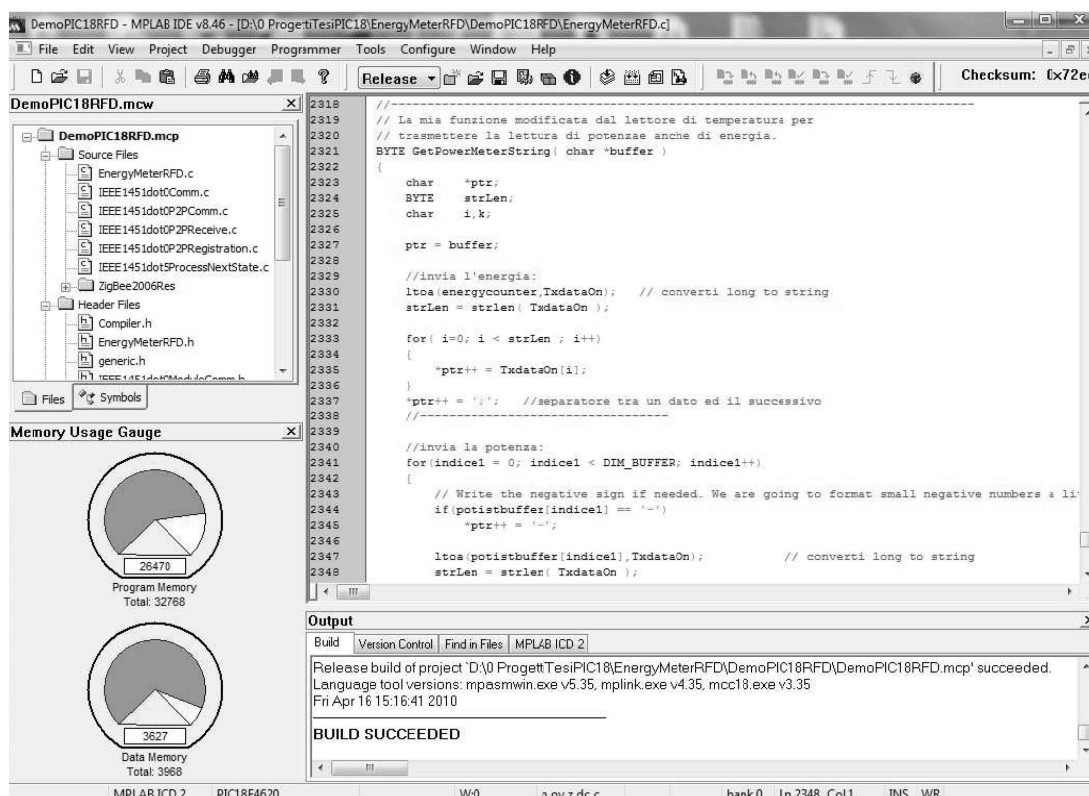 DemoPIC18RFD - MPLAB IDE v8.46 - [D:\0 ProgettiTesiPIC18\EnergyMeterRFD\DemoPIC18RFD\EnergyMeterRFD.c]
File Edit View Project Debugger Programmer Tools Configure Window Help
Release
Checksum: 0x72e
DemoPIC18RFD.mcw
DemoPIC18RFD.mcp
Source Files
EnergyMeterRFD.c
IEEE1451dot0Comm.c
IEEE1451dot0P2PComm.c
IEEE1451dot0P2PReceive.c
IEEE1451dot0P2PRegistration.c
IEEE1451dot5ProcessNextState.c
ZigBee2006Res
Header Files
Compiler.h
EnergyMeterRFD.h
generic.h
IEEE1451dot0ModuleComm.h
Files Symbols
Memory Usage Gauge
26470
Program Memory
Total: 32768
3627
Data Memory
Total: 3968
2318 //--------------------------------------------------------------------------
2319 // La mia funzione modificata dal lettore di temperatura per
2320 // trasmettere la lettura di potenzae anche di energia.
2321 BYTE GetPowerMeterString( char *buffer )
2322 {
2323 char *ptr;
2324 BYTE strLen;
2325 char i,k;
2326
2327 ptr = buffer;
2328
2329 //invia l'energia:
2330 ltoa(energycounter,TxdataOn); // converti long to string
2331 strLen = strlen( TxdataOn );
2332
2333 for( i=0; i < strLen ; i++)
2334 {
2335 *ptr++ = TxdataOn[i];
2336 }
2337 *ptr++ = ';'; //separatore tra un dato ed il successivo
2338 //--------------------------------
2339
2340 //invia la potenza:
2341 for(indice1 = 0; indice1 < DIM_BUFFER; indice1++)
2342 {
2343 // Write the negative sign if needed. We are going to format small negative numbers a li
2344 if(potistbuffer[indice1] == '-')
2345 *ptr++ = '-';
2346
2347 ltoa(potistbuffer[indice1],TxdataOn); // converti long to string
2348 strLen = strlen( TxdataOn );
Output
Build Version Control Find in Files MPLAB ICD 2
Release build of project `D:\0 ProgettiTesiPIC18\EnergyMeterRFD\DemoPIC18RFD\DemoPIC18RFD.mcp' succeeded.
Language tool versions: mpasmwin.exe v5.35, mplink.exe v4.35, mcc18.exe v3.35
Fri Apr 16 15:16:41 2010
BUILD SUCCEEDED
MPLAB ICD 2 PIC18F4620 W:0 n ov z dc c bank 0 Ln 2348, Col 1 INS WR